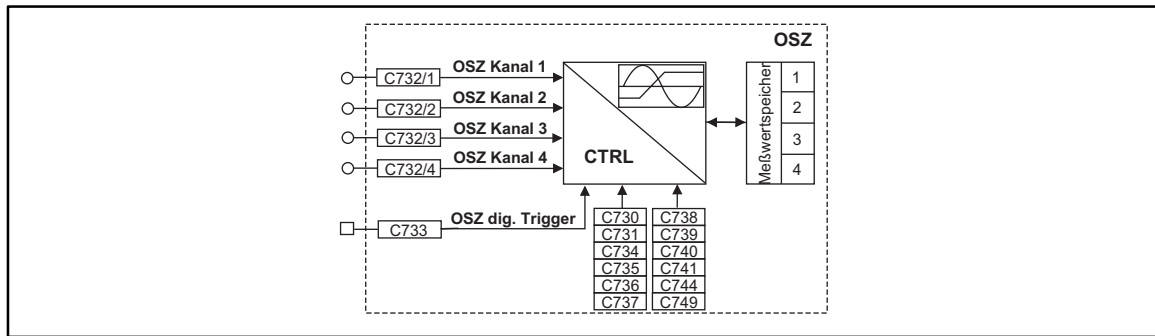 OSZ
C732/1 OSZ Kanal 1
C732/2 OSZ Kanal 2
C732/3 OSZ Kanal 3
C732/4 OSZ Kanal 4
CTRL
Meßwertspeicher
1
2
3
4
C733 OSZ dig. Trigger
C730 C738
C731 C739
C734 C740
C735 C741
C736 C744
C737 C749